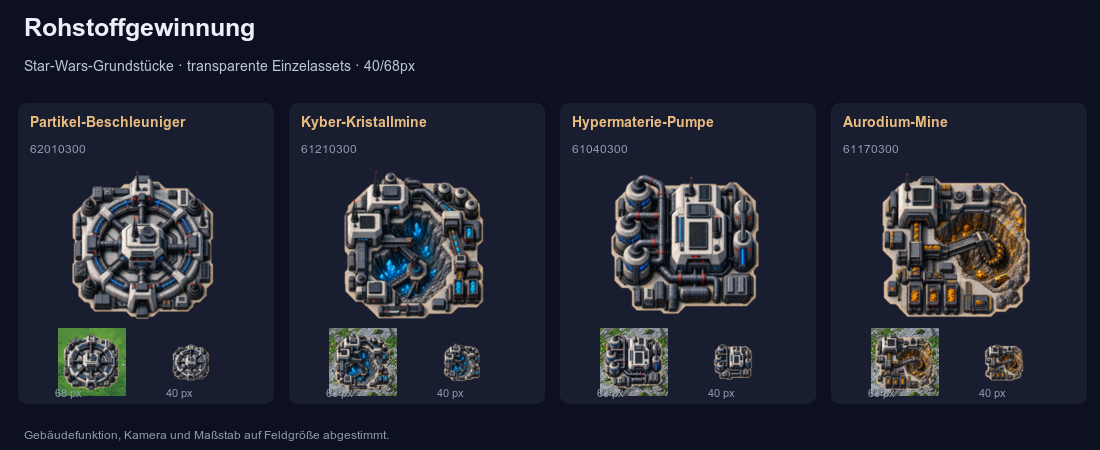 Rohstoffgewinnung
Star-Wars-Grundstücke · transparente Einzelassets · 40/68px
Partikel-Beschleuniger
62010300
68 px
40 px
Kyber-Kristallmine
61210300
68 px
40 px
Hypermaterie-Pumpe
61040300
68 px
40 px
Aurodium-Mine
61170300
68 px
40 px
Gebäudefunktion, Kamera und Maßstab auf Feldgröße abgestimmt.